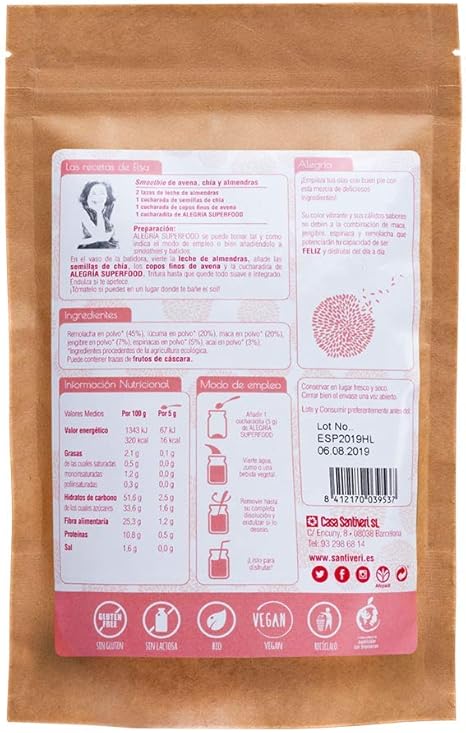 Las recetas de Elsa
Smoothie de avena, chía y almendras
2 tazas de leche de almendras
1 cucharada de semillas de chía
1 cucharada de copos finos de avena
1 cucharadita de ALEGRÍA SUPERFOOD
Preparación:
ALEGRÍA SUPERFOOD se puede tomar tal y como
indica el modo de empleo o bien añadiéndolo a
smoothies y batidos.
En el vaso de la batidora, vierte la leche de almendras, añade las
semillas de chía, los copos finos de avena y la cucharadita de
ALEGRÍA SUPERFOOD. Tritura hasta que quede todo suave e integrado.
Endulza si te apetece.
¡Tómatelo si puedes en un lugar donde te bañe el sol!
Alegría
¡Empieza tus días con buen pie con
esta mezcla de deliciosos
ingredientes!
Su color vibrante y sus cálidos sabores
se deben a la combinación de maca,
jengibre, espinaca y remolacha que
potenciarán tu capacidad de ser
FELIZ y disfrutar del día a día.
Ingredientes
Remolacha en polvo* (45%), lúcuma en polvo* (20%), maca en polvo* (20%),
jengibre en polvo* (7%), espinacas en polvo* (5%), acai en polvo* (3%).
*Ingredientes procedentes de la agricultura ecológica.
Puede contener trazas de frutos de cáscara.
Información Nutricional
Valores Medios Por 100 g Por 5 g
Valor energético 1343 kJ 67 kJ
320 kcal 16 kcal
Grasas 2,1 g 0,1 g
de las cuales saturadas 0,5 g 0,0 g
monoinsaturadas 1,2 g 0,0 g
poliinsaturadas 0,3 g 0,0 g
Hidratos de carbono 51,6 g 2,5 g
de los cuales azúcares 33,6 g 1,6 g
Fibra alimentaria 25,3 g 1,2 g
Proteínas 10,8 g 0,5 g
Sal 1,6 g 0,0 g
Modo de empleo
Añadir 1
cucharadita (5 g)
de ALEGRÍA
SUPERFOOD
Vierte agua,
zumo o una
bebida vegetal.
Remover hasta
su completa
disolución y
endulzar si lo
deseas.
¡Listo para
disfrutar!
Conservar en lugar fresco y seco.
Cerrar bien el envase una vez abierto.
Lote y Consumir preferentemente antes del:
Lot No..
ESP2019HL
06.08.2019
8 412170 039537
Casa Santiveri, SL
C/ Encuny, 8 • 08038 Barcelona
Tel.: 93 298 68 14
www.santiveri.es
GLUTEN
FREE
SIN GLUTEN
SIN LACTOSA
BIO
VEGAN
VEGAN
RECÍCLALO